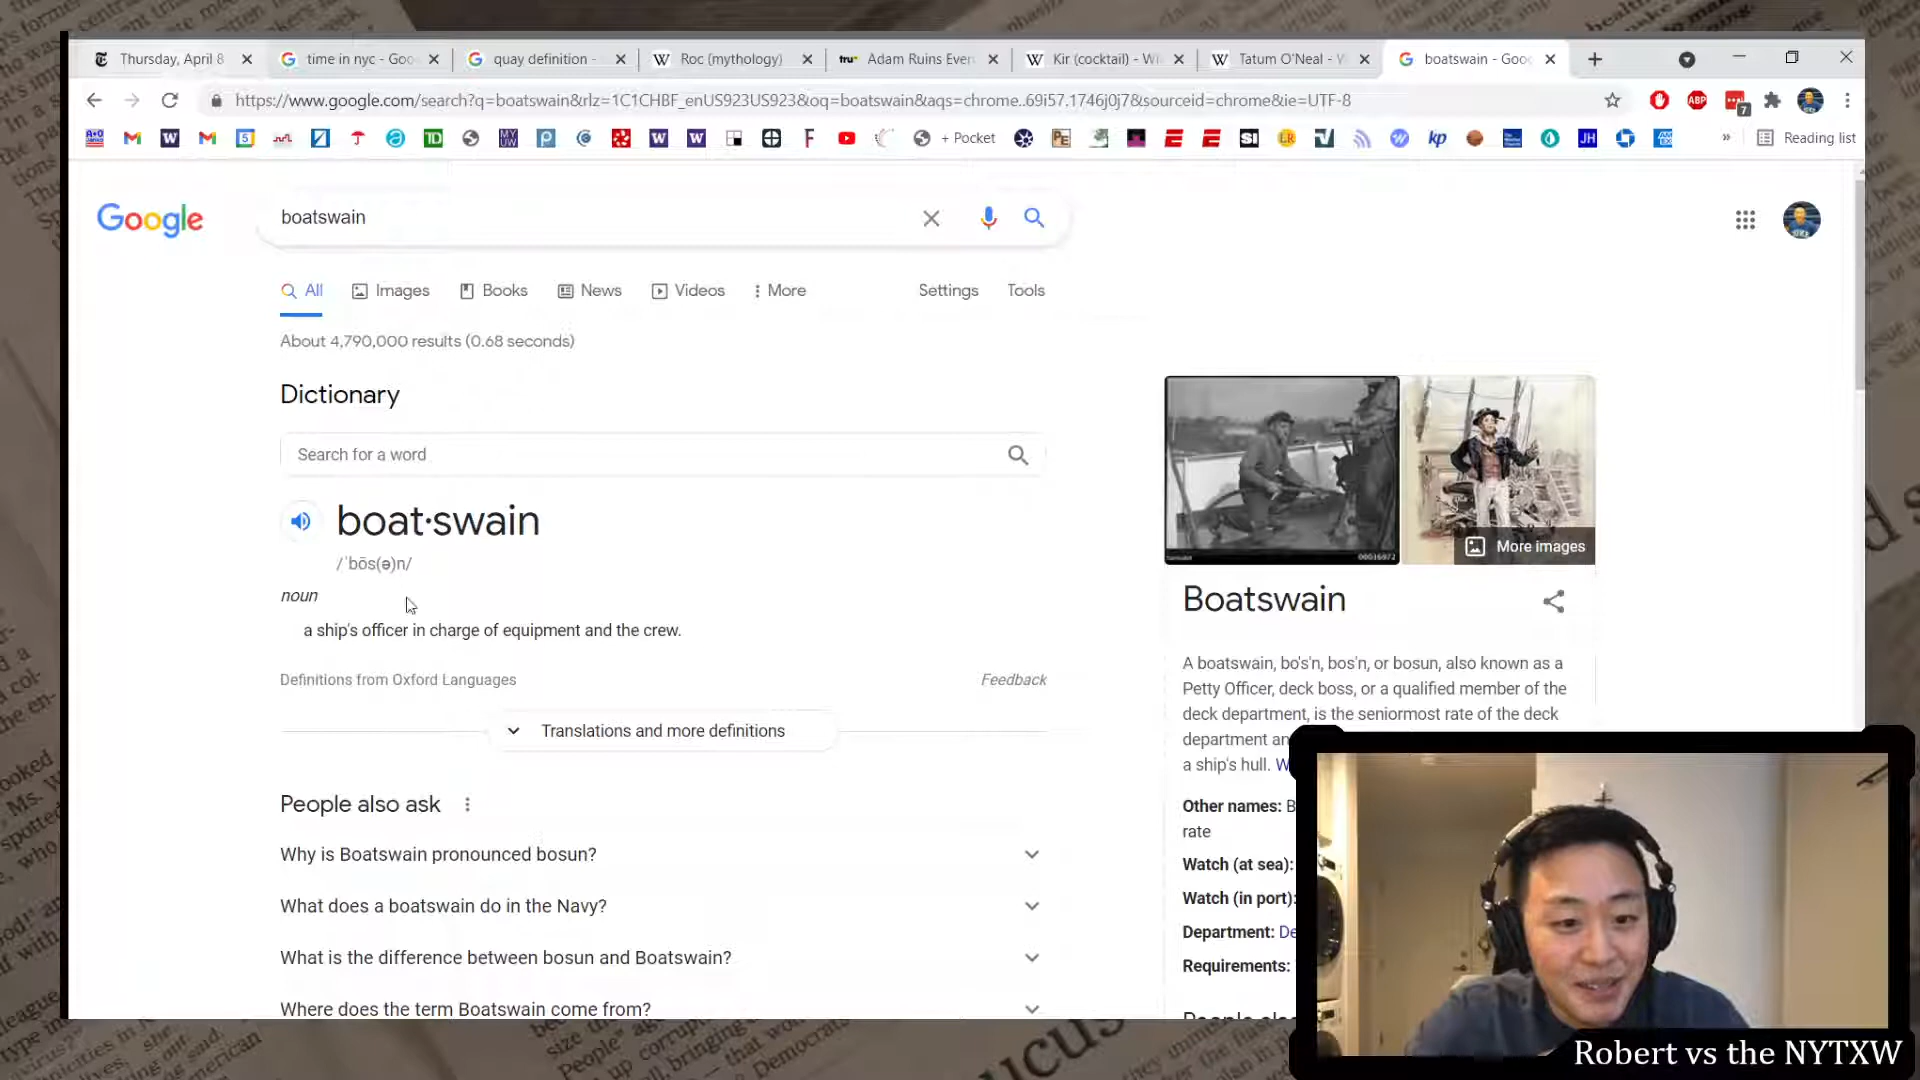 Thursday, April 8
time in nyc - Goo
quay definition -
Roc (mythology)
Adam Ruins Ever
Kir (cocktail) - Wi
Tatum O'Neal - W
boatswain - Goo
https://www.google.com/search?q=boatswain&rlz=1C1CHBF_enUS923US923&oq=boatswain&aqs=chrome..69i57.1746j0j7&sourceid=chrome&ie=UTF-8
+ Pocket
Reading list
Google
boatswain
All
Images
Books
News
Videos
More
Settings
Tools
About 4,790,000 results (0.68 seconds)
Dictionary
Search for a word
boat·swain
/ˈbōs(ə)n/
noun
a ship's officer in charge of equipment and the crew.
Definitions from Oxford Languages
Feedback
Translations and more definitions
People also ask
Why is Boatswain pronounced bosun?
What does a boatswain do in the Navy?
What is the difference between bosun and Boatswain?
Where does the term Boatswain come from?
More images
Boatswain
A boatswain, bo's'n, bos'n, or bosun, also known as a
Petty Officer, deck boss, or a qualified member of the
deck department, is the seniormost rate of the deck
department an
a ship's hull. W
Other names: B
rate
Watch (at sea):
Watch (in port):
Department: De
Requirements:
Robert vs the NYTXW